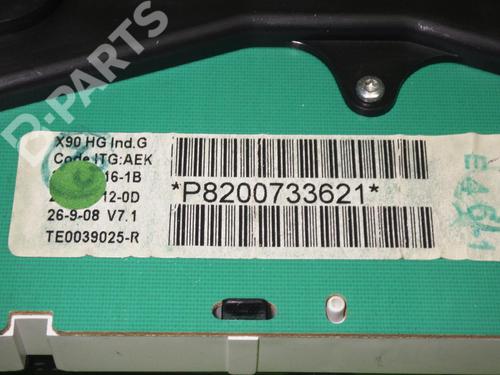 D-PARTS
X90 HG Ind.G
Code ITG:AEK
16-1B
12-0D
26-9-08 V7.1
TE0039025-R
*P8200733621*